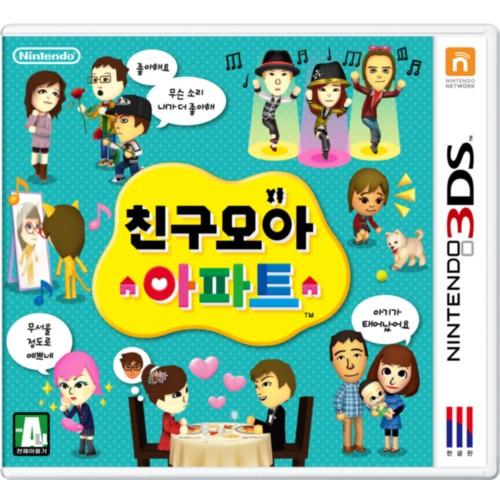 Nintendo
좋아해요
무슨 소리
내가 더 좋아해
NINTENDO
NETWORK
NINTENDO 3DS
친구모아
아파트
TM
무서울
정도로
예쁘네
아기가
태어났어요
전체이용가
한글판